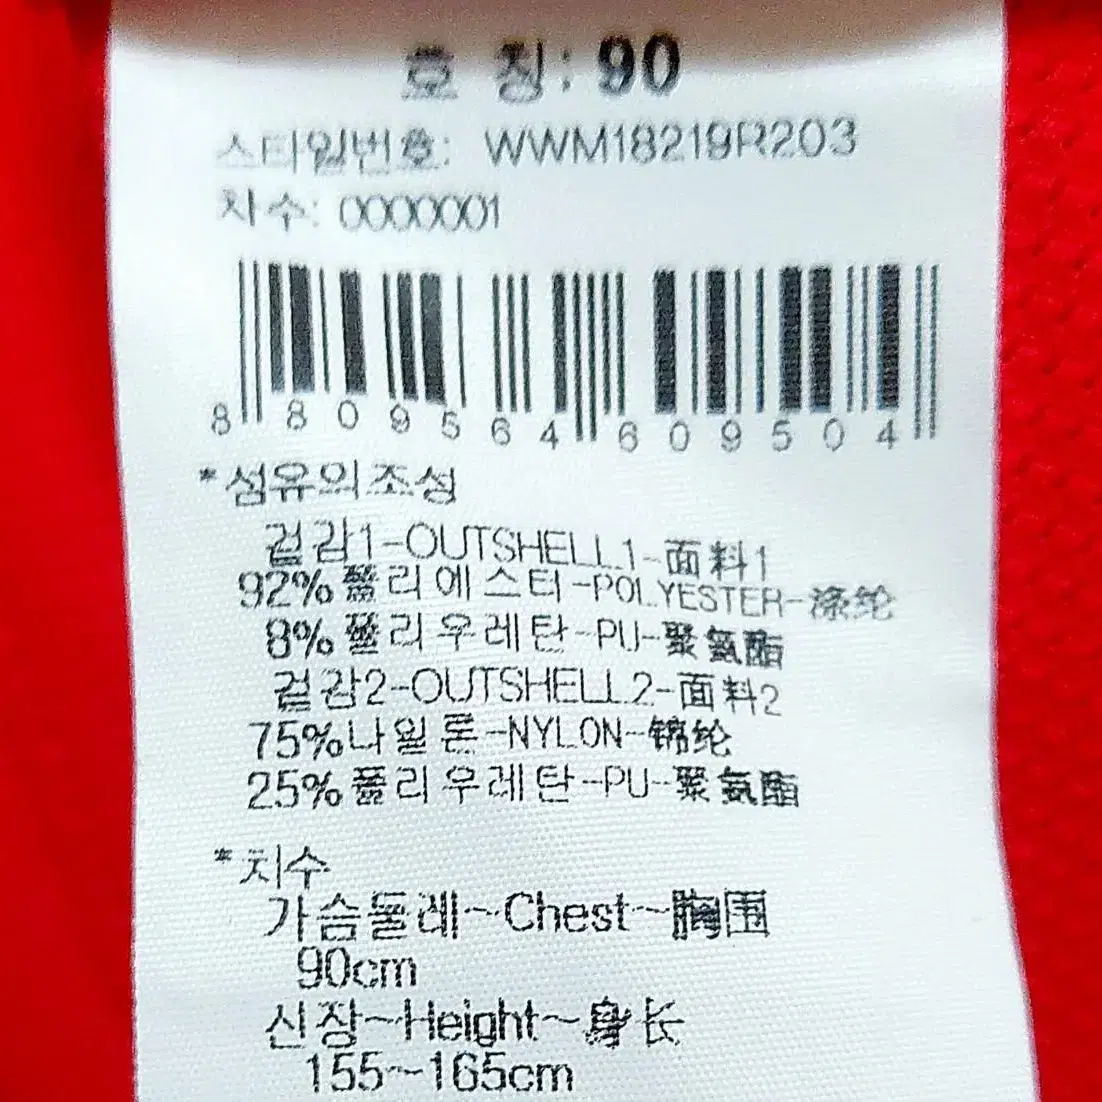 호 칭: 90
스타일번호: WWM18219R203
치수: 0000001
8 809564 609504
*섬유의조성
겉감1-OUTSHELL1-面料1
92%폴리에스터-POLYESTER-涤纶
8%폴리우레탄-PU-聚氨酯
겉감2-OUTSHELL2-面料2
75%나일론-NYLON-锦纶
25%폴리우레탄-PU-聚氨酯
*치수
가슴둘레~Chest~胸围
90cm
신장~Height~身长
155~165cm